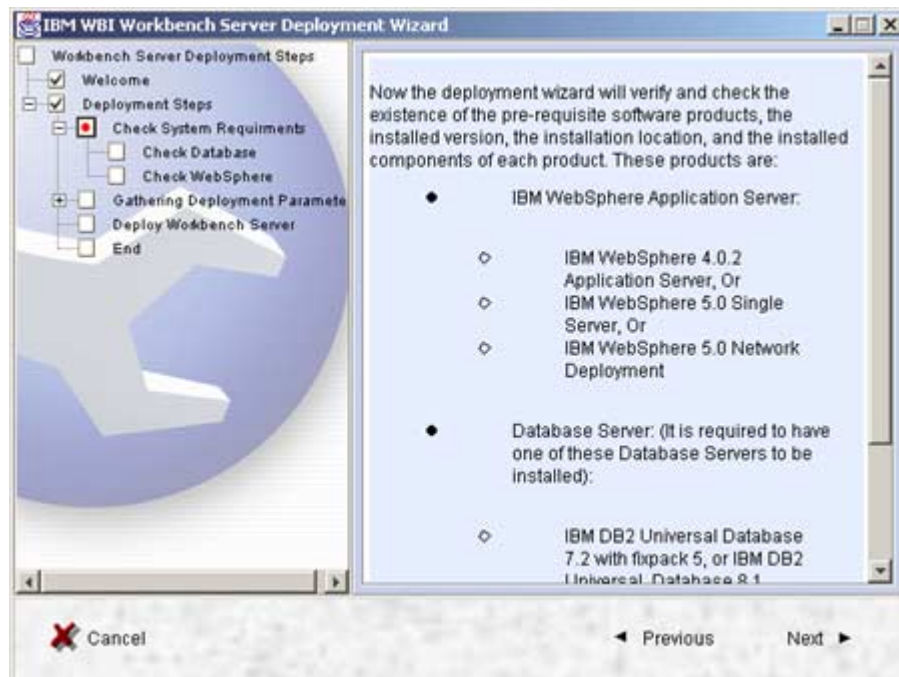 IBM WBI Workbench Server Deployment Wizard
Workbench Server Deployment Steps
Welcome
Deployment Steps
Check System Requirments
Check Database
Check WebSphere
Gathering Deployment Paramete
Deploy Workbench Server
End
Now the deployment wizard will verify and check the
existence of the pre-requisite software products, the
installed version, the installation location, and the installed
components of each product. These products are:
IBM WebSphere Application Server:
IBM WebSphere 4.0.2
Application Server, Or
IBM WebSphere 5.0 Single
Server, Or
IBM WebSphere 5.0 Network
Deployment
Database Server: (It is required to have
one of these Database Servers to be
installed):
IBM DB2 Universal Database
7.2 with fixpack 5, or IBM DB2
Universal Database 8.1
Cancel
Previous
Next